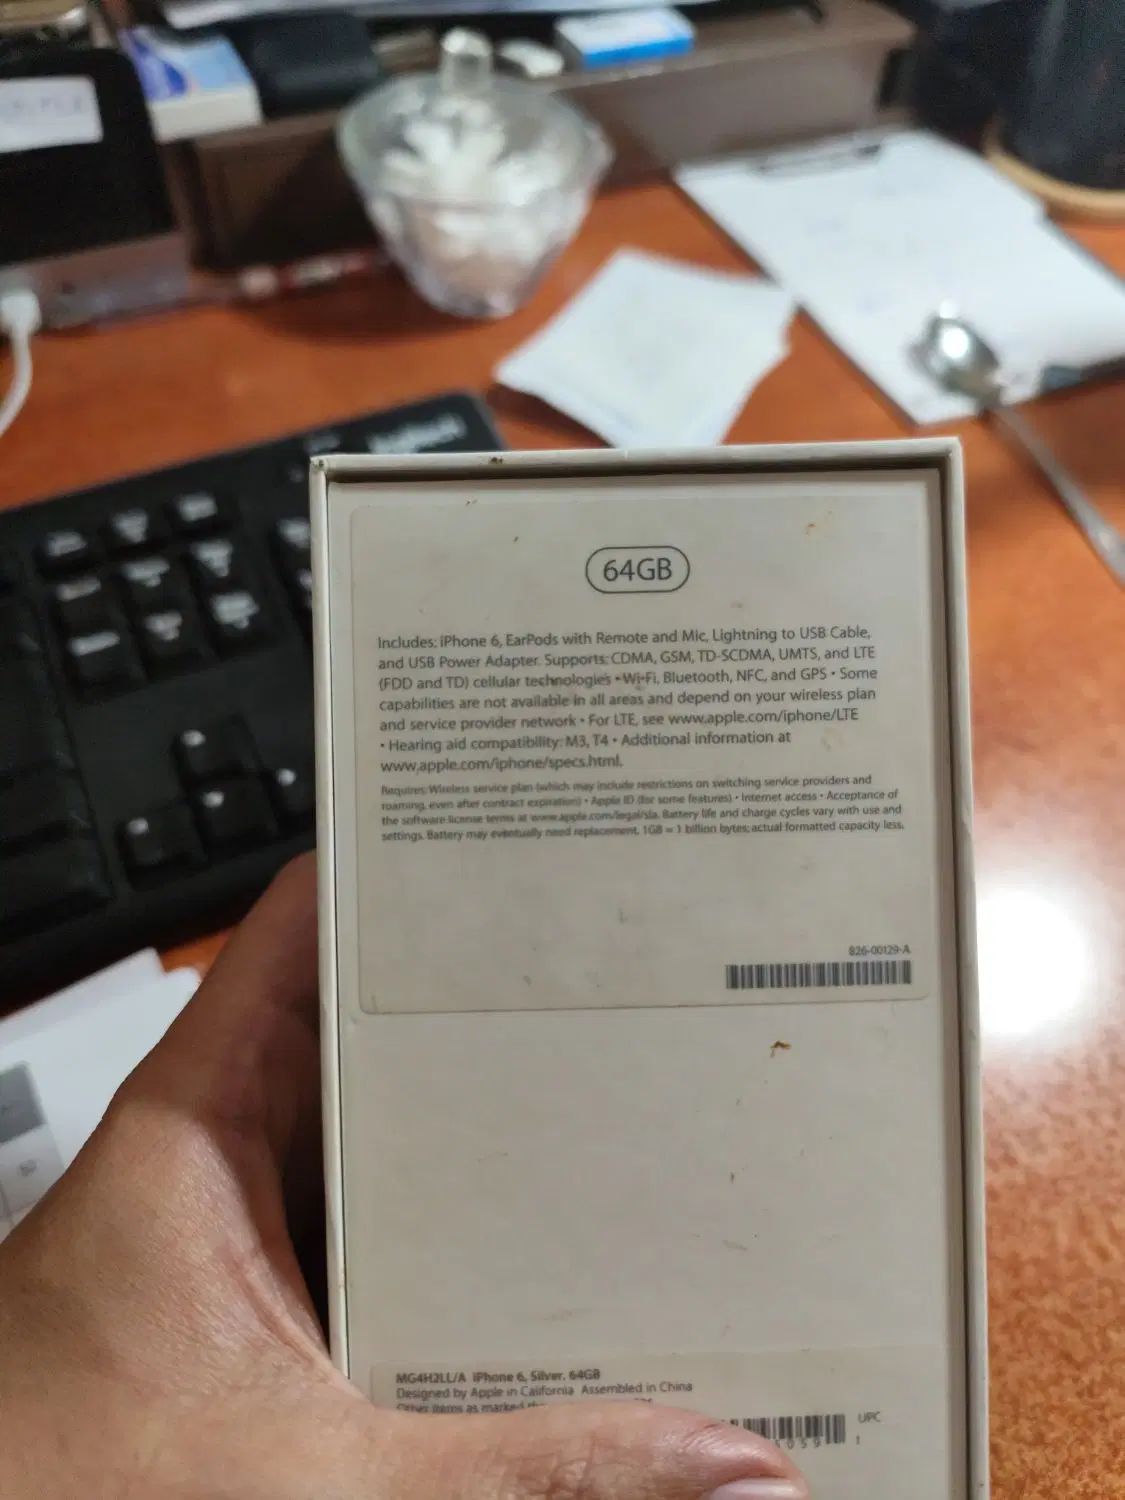 64GB
Includes: iPhone 6, EarPods with Remote and Mic, Lightning to USB Cable,
and USB Power Adapter. Supports: CDMA, GSM, TD-SCDMA, UMTS, and LTE
(FDD and TD) cellular technologies • Wi-Fi, Bluetooth, NFC, and GPS • Some
capabilities are not available in all areas and depend on your wireless plan
and service provider network • For LTE, see www.apple.com/iphone/LTE
• Hearing aid compatibility: M3, T4 • Additional information at
www.apple.com/iphone/specs.html.
Requires: Wireless service plan (which may include restrictions on switching service providers and
roaming, even after contract expiration) • Apple ID (for some features) • Internet access • Acceptance of
the software license terms at www.apple.com/legal/sla. Battery life and charge cycles vary with use and
settings. Battery may eventually need replacement. 1GB = 1 billion bytes; actual formatted capacity less.
826-00129-A
MG4H2LL/A iPhone 6, Silver, 64GB
Designed by Apple in California Assembled in China
Other items as marked
UPC
5059